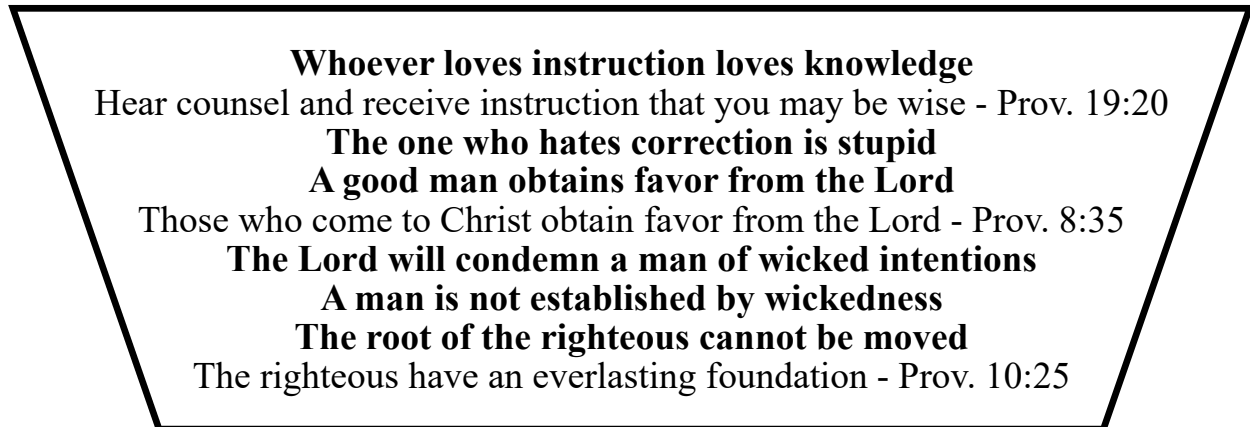 Whoever loves instruction loves knowledge
Hear counsel and receive instruction that you may be wise - Prov. 19:20
The one who hates correction is stupid
A good man obtains favor from the Lord
Those who come to Christ obtain favor from the Lord - Prov. 8:35
The Lord will condemn a man of wicked intentions
A man is not established by wickedness
The root of the righteous cannot be moved
The righteous have an everlasting foundation - Prov. 10:25